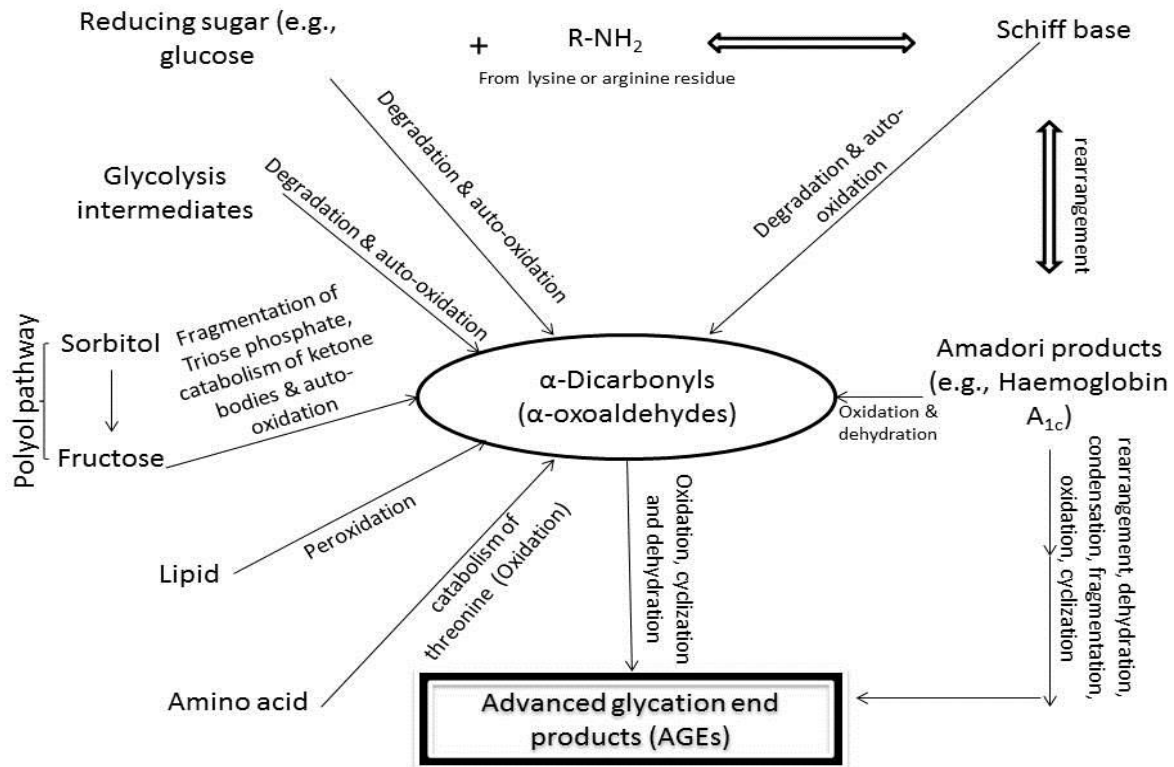 Reducing sugar (e.g.,
glucose
+
R-NH₂
From lysine or arginine residue
Schiff base
Degradation & auto-oxidation
Degradation & auto-
oxidation
rearrangement
Glycolysis
intermediates
Degradation & auto-oxidation
Polyol pathway
Sorbitol
Fructose
Fragmentation of
Triose phosphate,
catabolism of ketone
bodies & auto-
oxidation
α-Dicarbonyls
(α-oxoaldehydes)
Amadori products
(e.g., Haemoglobin
A₁c)
Oxidation &
dehydration
Lipid
Peroxidation
Amino acid
catabolism of
threonine (Oxidation)
Oxidation, cyclization
and dehydration
rearrangement, dehydration,
condensation, fragmentation,
oxidation, cyclization
Advanced glycation end
products (AGEs)